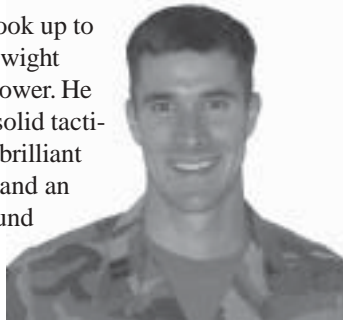 ook up to
wight
ower. He
solid tacti-
brilliant
and an
und